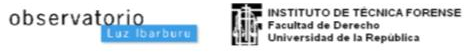 observatorio
Luz Ibarburu
INSTITUTO DE TÉCNICA FORENSE
Facultad de Derecho
Universidad de la República